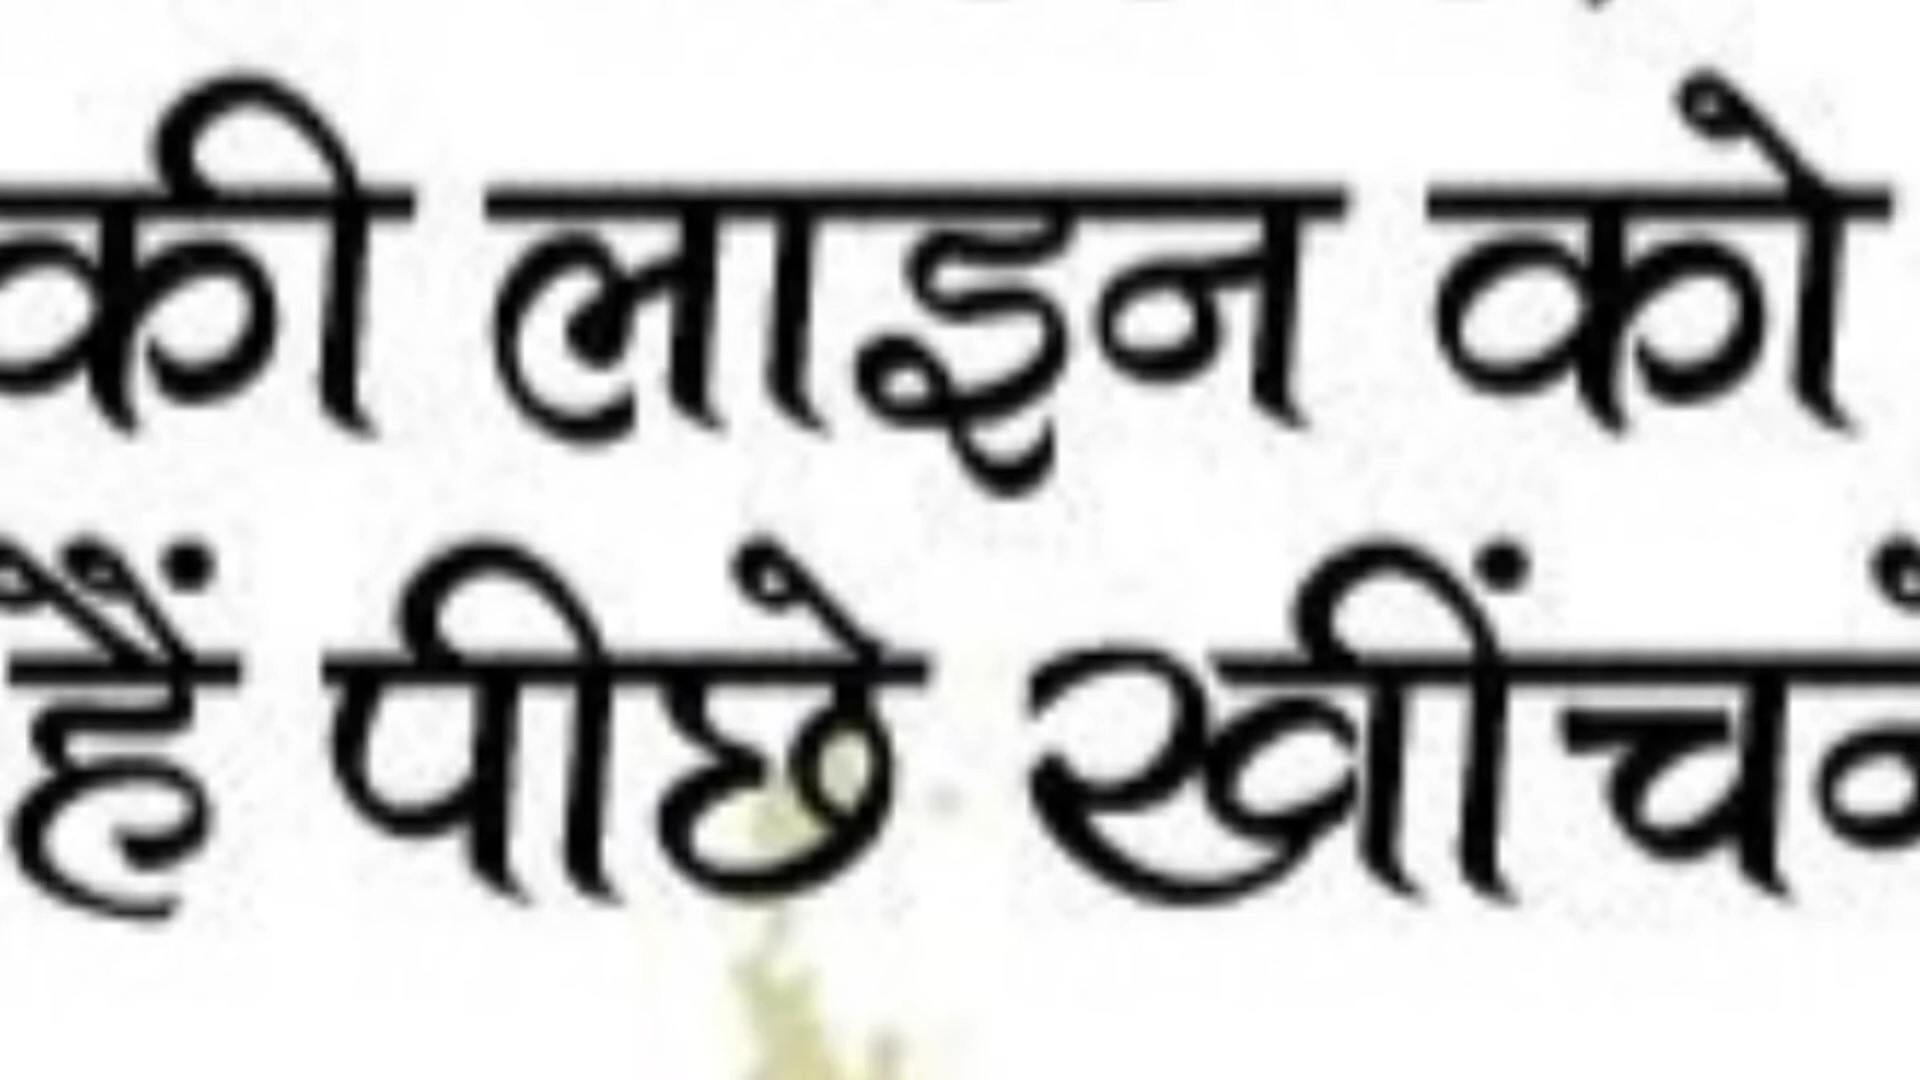 की लाइन को
हैं पीछे खींच